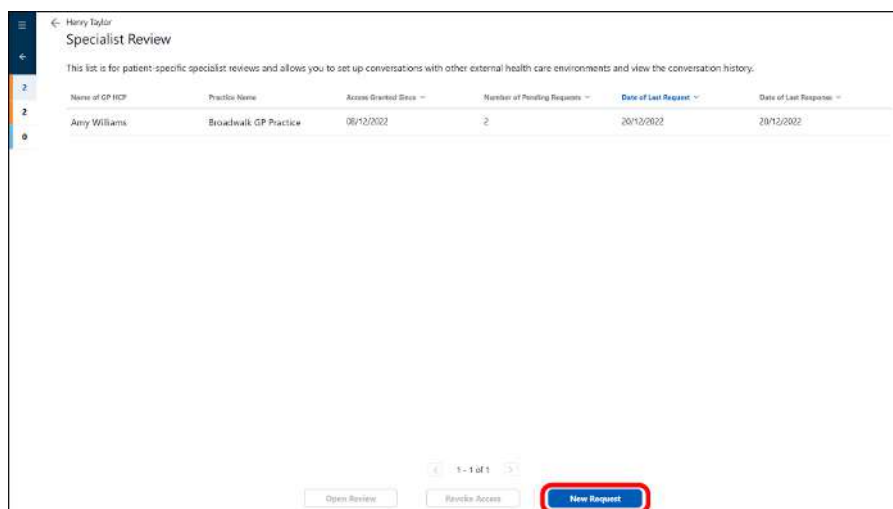 Henry Taylor
Specialist Review
This list is for patient-specific specialist reviews and allows you to set up conversations with other external health care environments and view the conversation history.
2
Name of GP HCP Practice Name Access Granted Since Number of Pending Requests Date of Last Request Date of Last Response
2
Amy Williams Broadwalk GP Practice 08/12/2022 2 20/12/2022 20/12/2022
0
1 - 1 of 1
Open Review Revoke Access New Request